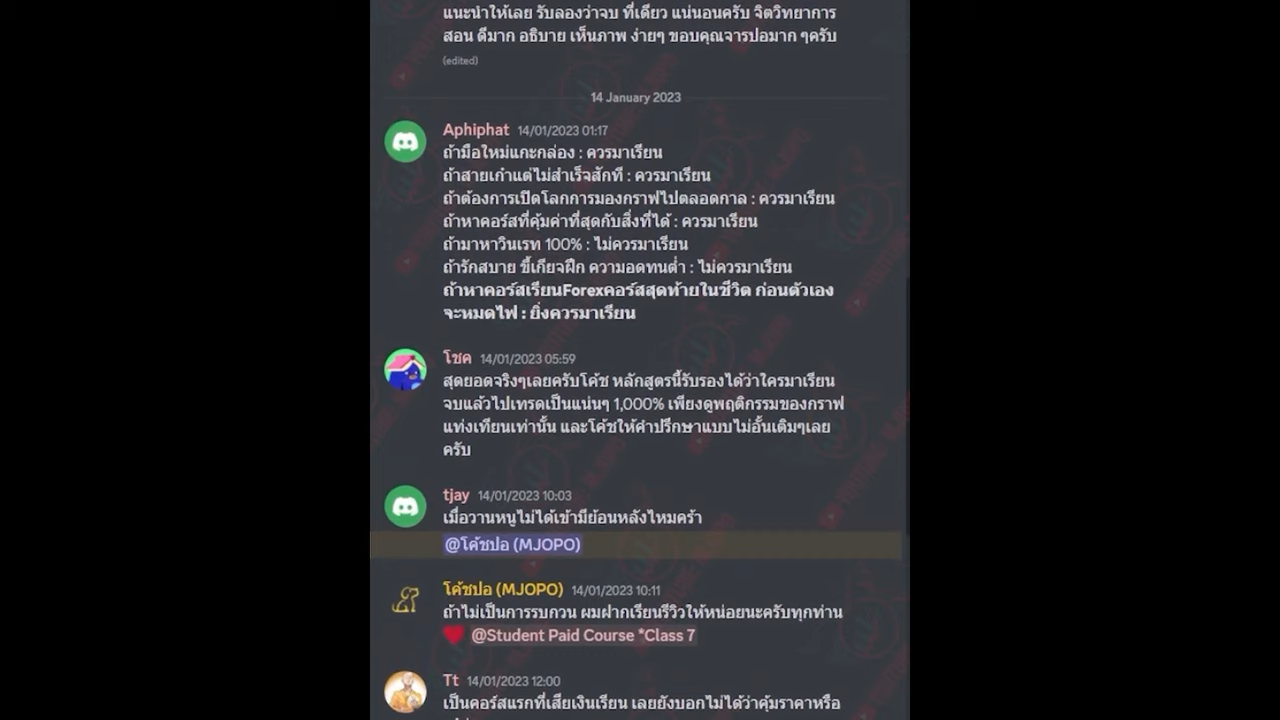 แนะนำให้เลย รับลองว่าจบ ที่เดียว แน่นอนครับ จิตวิทยาการ
สอน ดีมาก อธิบาย เห็นภาพ ง่ายๆ ขอบคุณจารปอมาก ๆครับ
(edited)
14 January 2023
Aphiphat 14/01/2023 01:17
ถ้ามือใหม่แกะกล่อง : ควรมาเรียน
ถ้าสายเก๋าแต่ไม่สำเร็จสักที : ควรมาเรียน
ถ้าต้องการเปิดโลกการมองกราฟไปตลอดกาล : ควรมาเรียน
ถ้าหาคอร์สที่คุ้มค่าที่สุดกับสิ่งที่ได้ : ควรมาเรียน
ถ้ามาหาวินเรท 100% : ไม่ควรมาเรียน
ถ้ารักสบาย ขี้เกียจฝึก ความอดทนต่ำ : ไม่ควรมาเรียน
ถ้าหาคอร์สเรียนForexคอร์สสุดท้ายในชีวิต ก่อนตัวเอง
จะหมดไฟ : ยิ่งควรมาเรียน
โชค 14/01/2023 05:59
สุดยอดจริงๆเลยครับโค้ช หลักสูตรนี้รับรองได้ว่าใครมาเรียน
จบแล้วไปเทรดเป็นแน่นๆ 1,000% เพียงดูพฤติกรรมของกราฟ
แท่งเทียนเท่านั้น และโค้ชให้คำปรึกษาแบบไม่อั้นเติมๆเลย
ครับ
tjay 14/01/2023 10:03
เมื่อวานหนูไม่ได้เข้ามีย้อนหลังไหมคร้า
@โค้ชปอ (MJOPO)
โค้ชปอ (MJOPO) 14/01/2023 10:11
ถ้าไม่เป็นการรบกวน ผมฝากเรียนรีวิวให้หน่อยนะครับทุกท่าน
@Student Paid Course *Class 7
Tt 14/01/2023 12:00
เป็นคอร์สแรกที่เสียเงินเรียน เลยยังบอกไม่ได้ว่าคุ้มราคาหรือ